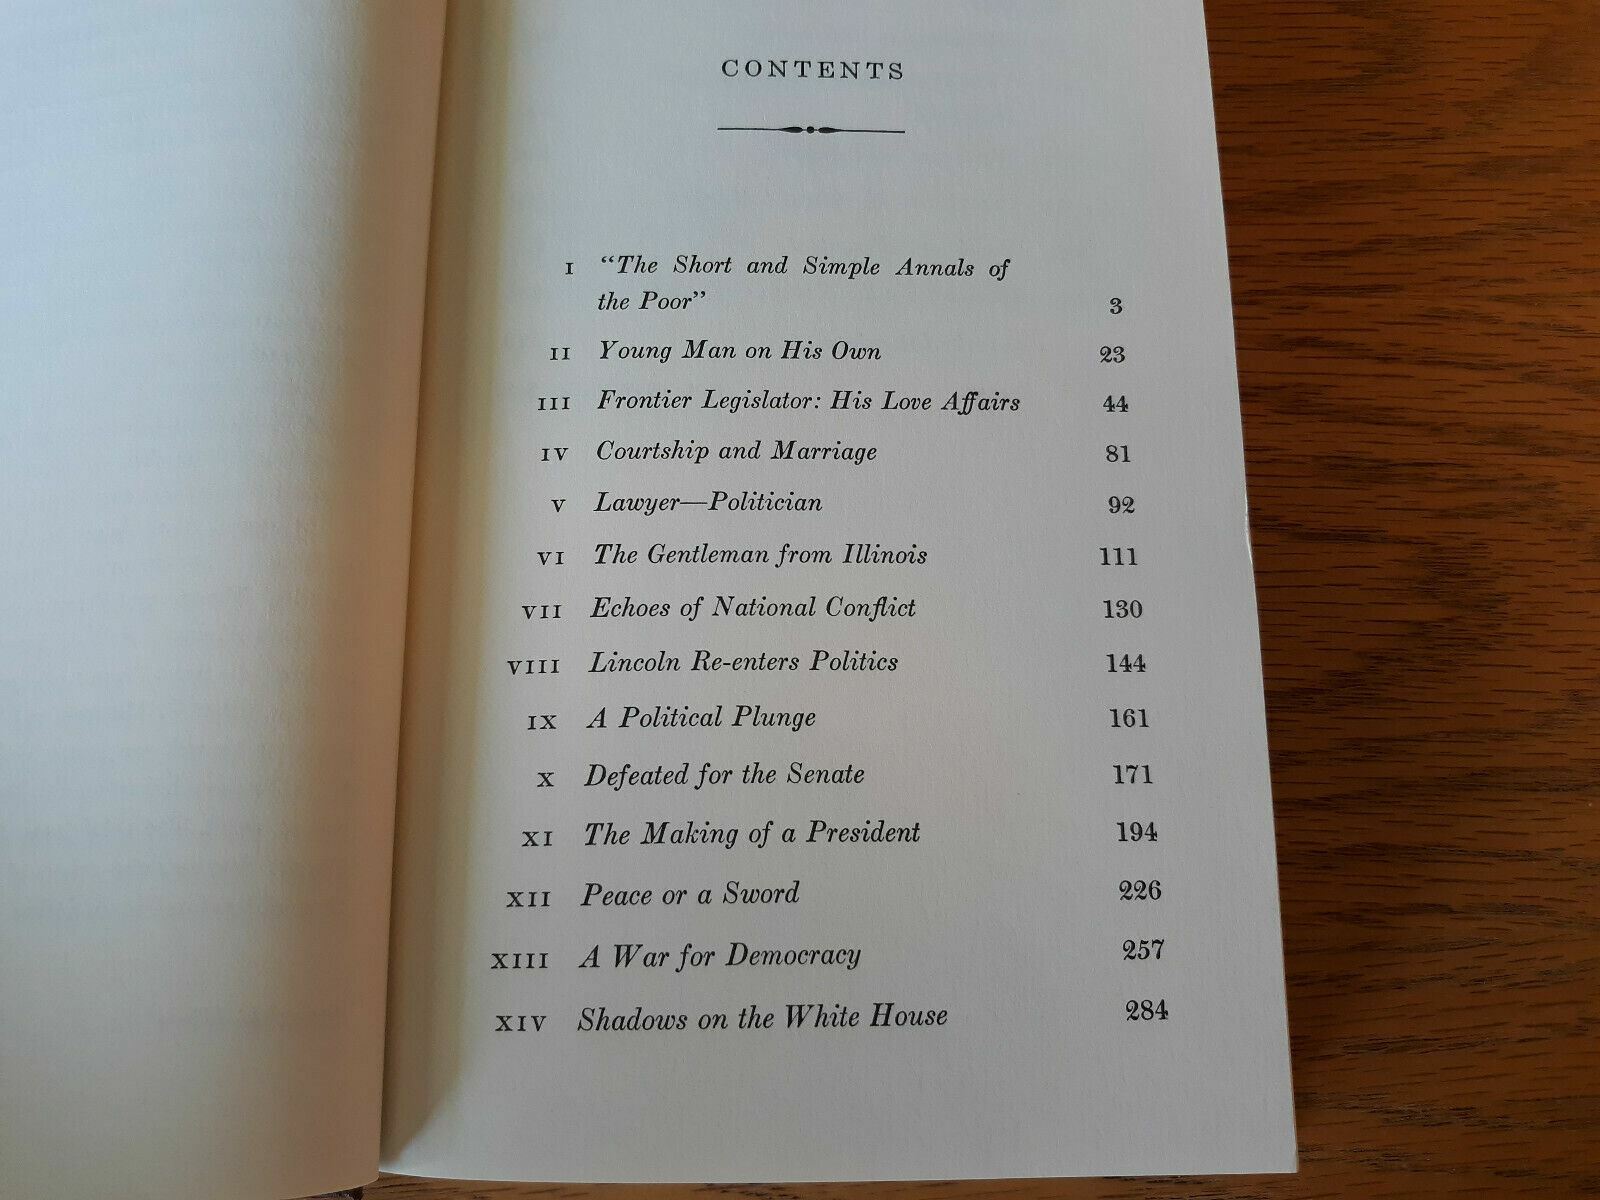 CONTENTS
I "The Short and Simple Annals of
the Poor" 3
II Young Man on His Own 23
III Frontier Legislator: His Love Affairs 44
IV Courtship and Marriage 81
V Lawyer—Politician 92
VI The Gentleman from Illinois 111
VII Echoes of National Conflict 130
VIII Lincoln Re-enters Politics 144
IX A Political Plunge 161
X Defeated for the Senate 171
XI The Making of a President 194
XII Peace or a Sword 226
XIII A War for Democracy 257
XIV Shadows on the White House 284